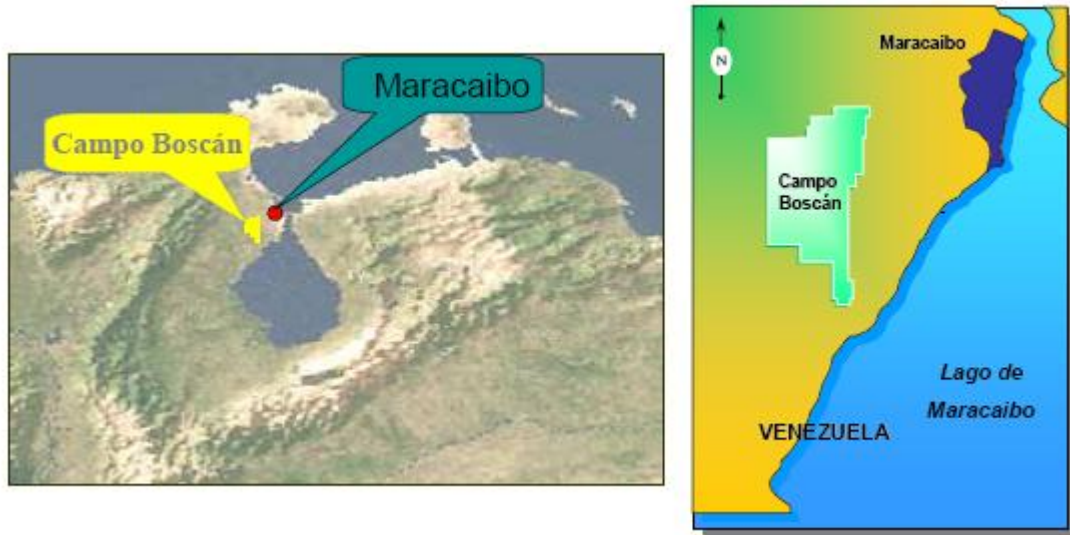 Maracaibo
Campo Boscán
N
Maracaibo
Campo
Boscán
Lago de
Maracaibo
VENEZUELA